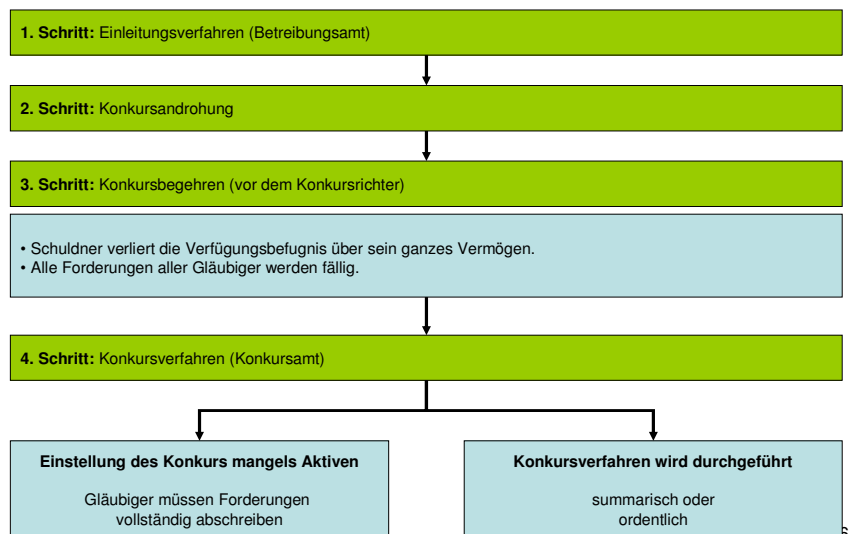 1. Schritt: Einleitungsverfahren (Betreibungsamt)
2. Schritt: Konkursandrohung
3. Schritt: Konkursbegehren (vor dem Konkursrichter)
• Schuldner verliert die Verfügungsbefugnis über sein ganzes Vermögen.
• Alle Forderungen aller Gläubiger werden fällig.
4. Schritt: Konkursverfahren (Konkursamt)
Einstellung des Konkurs mangels Aktiven
Gläubiger müssen Forderungen
vollständig abschreiben
Konkursverfahren wird durchgeführt
summarisch oder
ordentlich